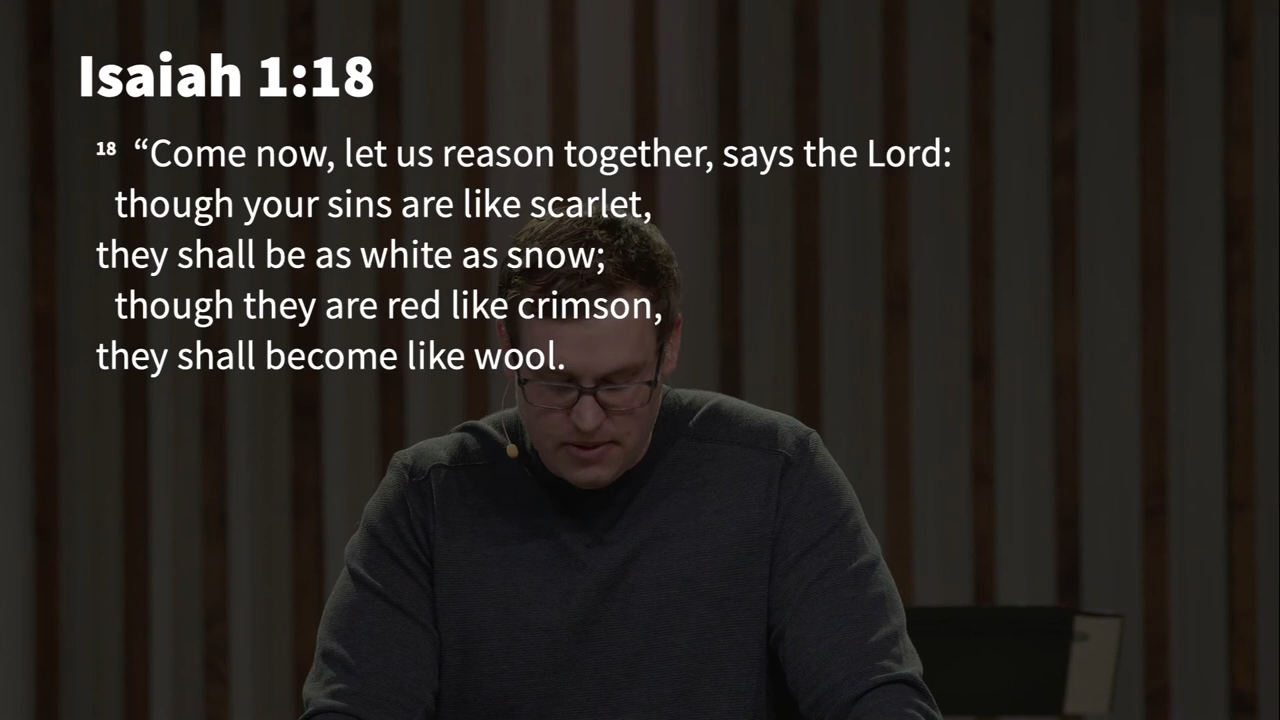 Isaiah 1:18
18 “Come now, let us reason together, says the Lord:
though your sins are like scarlet,
they shall be as white as snow;
though they are red like crimson,
they shall become like wool.